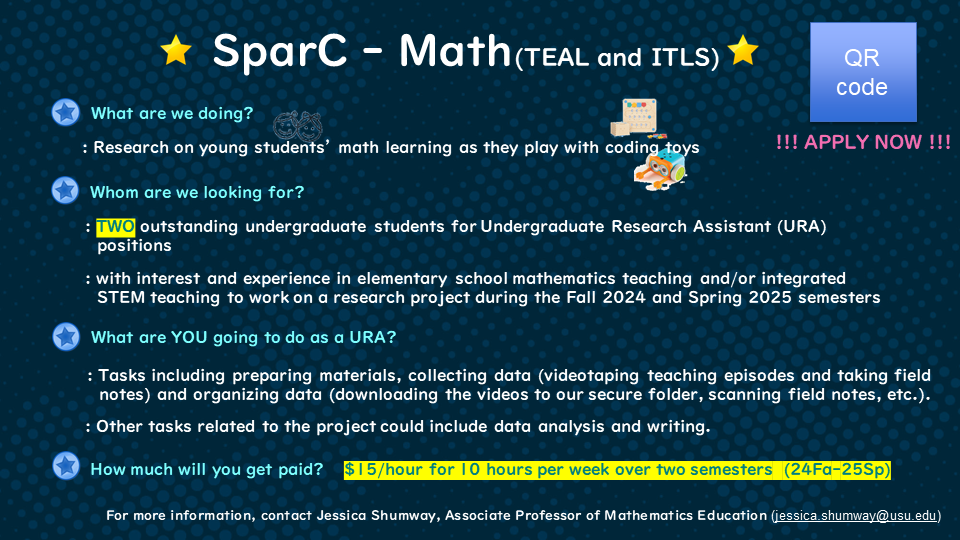 SparC - Math(TEAL and ITLS)
QR
code
!!! APPLY NOW !!!
What are we doing?
: Research on young students’ math learning as they play with coding toys
Whom are we looking for?
: TWO outstanding undergraduate students for Undergraduate Research Assistant (URA)
positions
: with interest and experience in elementary school mathematics teaching and/or integrated
STEM teaching to work on a research project during the Fall 2024 and Spring 2025 semesters
What are YOU going to do as a URA?
: Tasks including preparing materials, collecting data (videotaping teaching episodes and taking field
notes) and organizing data (downloading the videos to our secure folder, scanning field notes, etc.).
: Other tasks related to the project could include data analysis and writing.
How much will you get paid? $15/hour for 10 hours per week over two semesters (24Fa-25Sp)
For more information, contact Jessica Shumway, Associate Professor of Mathematics Education (jessica.shumway@usu.edu)